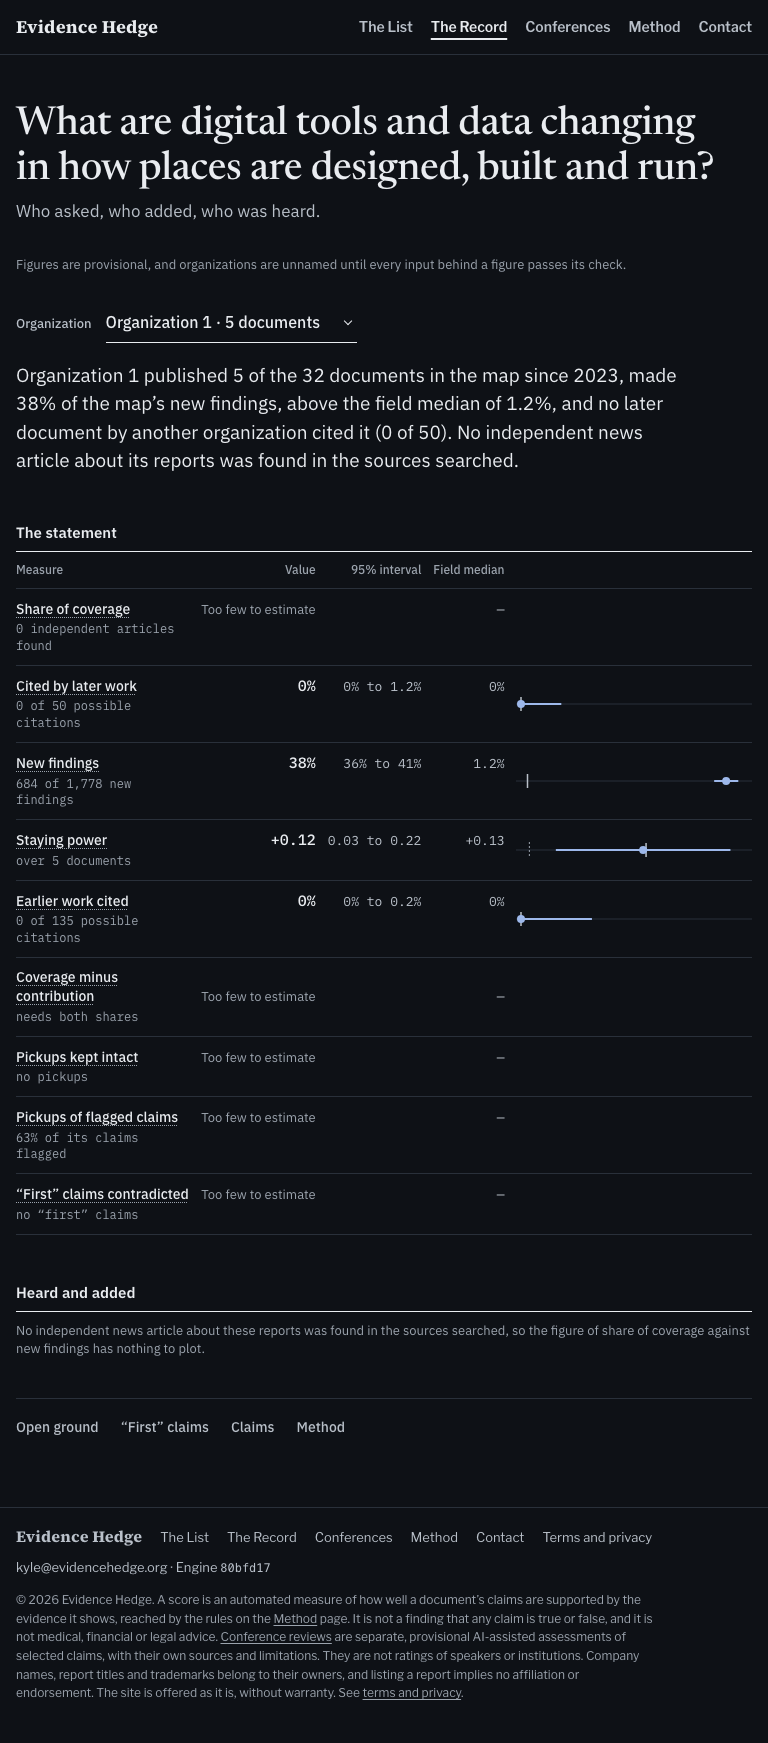 Evidence Hedge
The List The Record Conferences Method Contact
What are digital tools and data changing
in how places are designed, built and run?
Who asked, who added, who was heard.
Figures are provisional, and organizations are unnamed until every input behind a figure passes its check.
Organization Organization 1 · 5 documents
Organization 1 published 5 of the 32 documents in the map since 2023, made
38% of the map’s new findings, above the field median of 1.2%, and no later
document by another organization cited it (0 of 50). No independent news
article about its reports was found in the sources searched.
The statement
Measure Value 95% interval Field median
Share of coverage Too few to estimate —
0 independent articles
found
Cited by later work 0% 0% to 1.2% 0%
0 of 50 possible
citations
New findings 38% 36% to 41% 1.2%
684 of 1,778 new
findings
Staying power +0.12 0.03 to 0.22 +0.13
over 5 documents
Earlier work cited 0% 0% to 0.2% 0%
0 of 135 possible
citations
Coverage minus
contribution Too few to estimate —
needs both shares
Pickups kept intact Too few to estimate —
no pickups
Pickups of flagged claims Too few to estimate —
63% of its claims
flagged
“First” claims contradicted Too few to estimate —
no “first” claims
Heard and added
No independent news article about these reports was found in the sources searched, so the figure of share of coverage against
new findings has nothing to plot.
Open ground “First” claims Claims Method
Evidence Hedge The List The Record Conferences Method Contact Terms and privacy
kyle@evidencehedge.org · Engine 80bfd17
© 2026 Evidence Hedge. A score is an automated measure of how well a document’s claims are supported by the
evidence it shows, reached by the rules on the Method page. It is not a finding that any claim is true or false, and it is
not medical, financial or legal advice. Conference reviews are separate, provisional AI-assisted assessments of
selected claims, with their own sources and limitations. They are not ratings of speakers or institutions. Company
names, report titles and trademarks belong to their owners, and listing a report implies no affiliation or
endorsement. The site is offered as it is, without warranty. See terms and privacy.